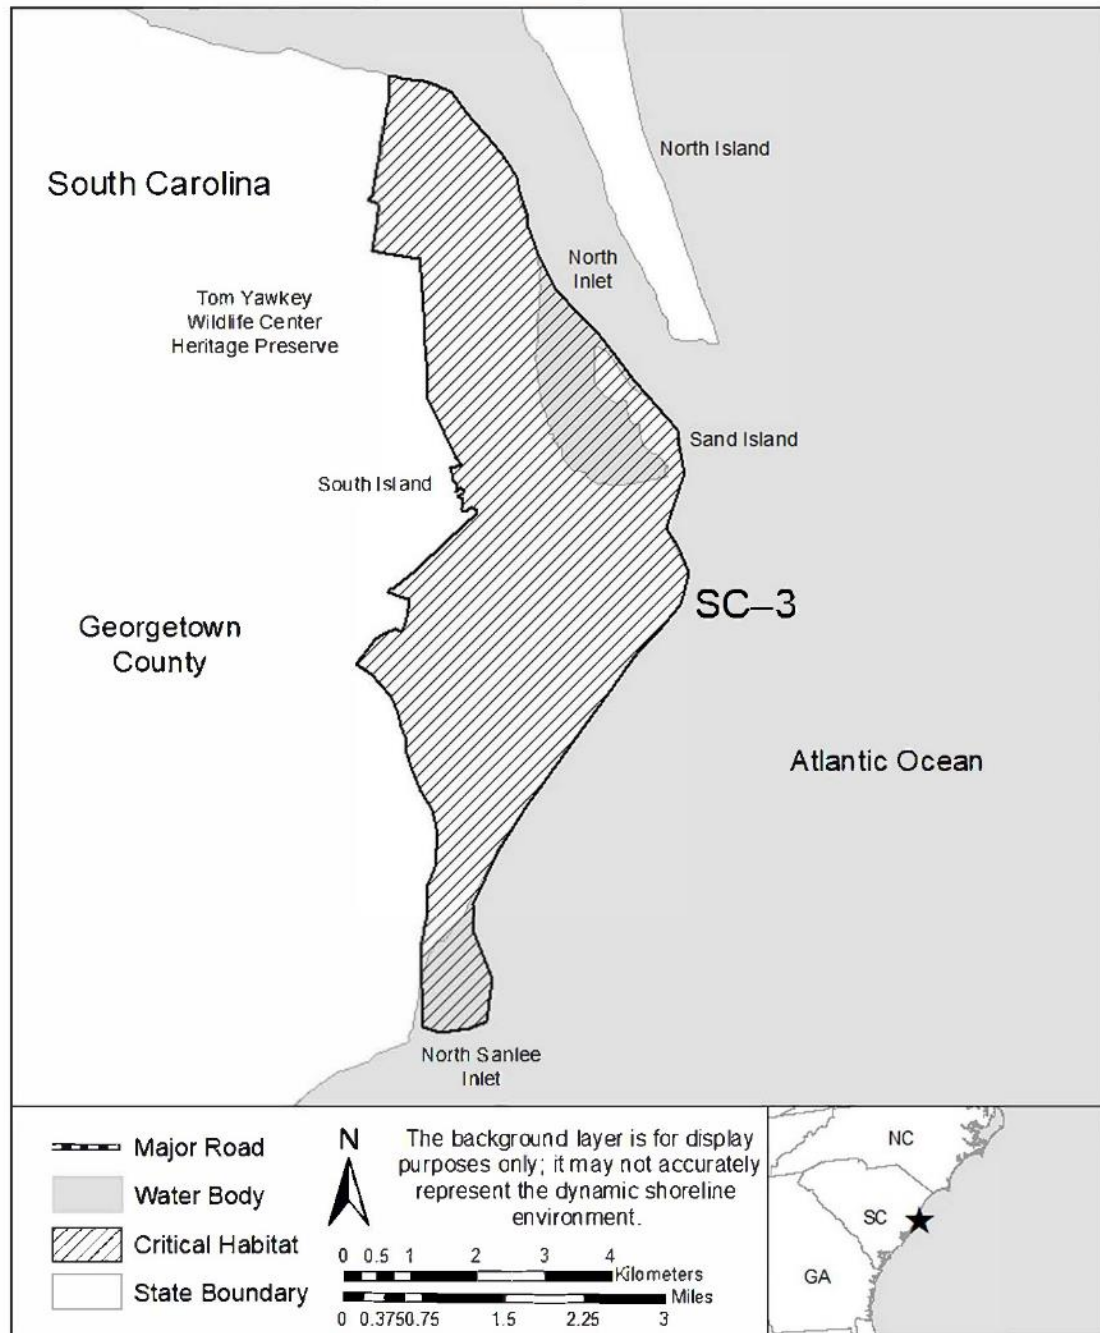 North Island
South Carolina
North
Inlet
Tom Yawkey
Wildlife Center
Heritage Preserve
Sand Island
South Island
SC–3
Georgetown
County
Atlantic Ocean
North Sanlee
Inlet
Major Road
Water Body
Critical Habitat
State Boundary
N
The background layer is for display
purposes only; it may not accurately
represent the dynamic shoreline
environment.
0 0.5 1 2 3 4
Kilometers
Miles
0 0.375 0.75 1.5 2.25 3
NC
SC
GA